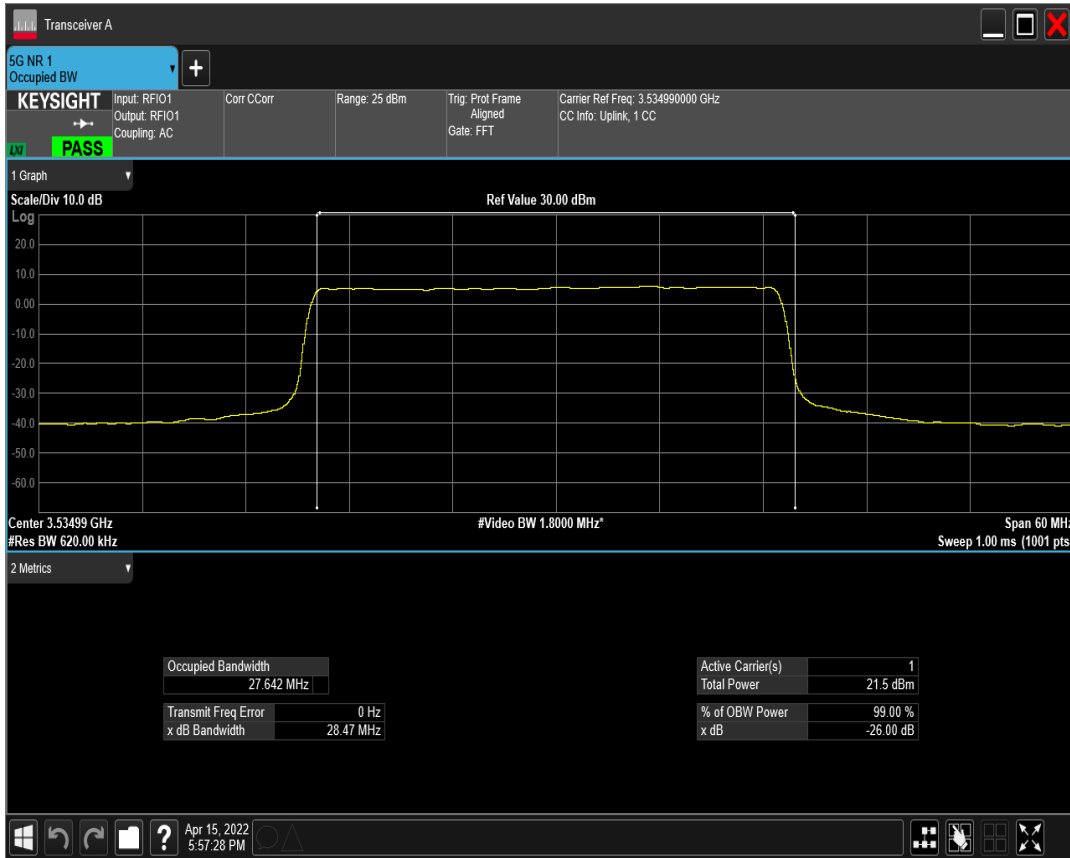 Transceiver A
5G NR 1
Occupied BW
KEYSIGHT
LXI
PASS
Input: RFIO1
Output: RFIO1
Coupling: AC
Corr CCorr
Range: 25 dBm
Trig: Prot Frame
Aligned
Gate: FFT
Carrier Ref Freq: 3.534990000 GHz
CC Info: Uplink, 1 CC
1 Graph
Scale/Div 10.0 dB
Ref Value 30.00 dBm
Log
20.0
10.0
0.00
-10.0
-20.0
-30.0
-40.0
-50.0
-60.0
Center 3.53499 GHz
#Video BW 1.8000 MHz*
Span 60 MHz
#Res BW 620.00 kHz
Sweep 1.00 ms (1001 pts
2 Metrics
Occupied Bandwidth
27.642 MHz
Transmit Freq Error 0 Hz
x dB Bandwidth 28.47 MHz
Active Carrier(s) 1
Total Power 21.5 dBm
% of OBW Power 99.00 %
x dB -26.00 dB
?
Apr 15, 2022
5:57:28 PM